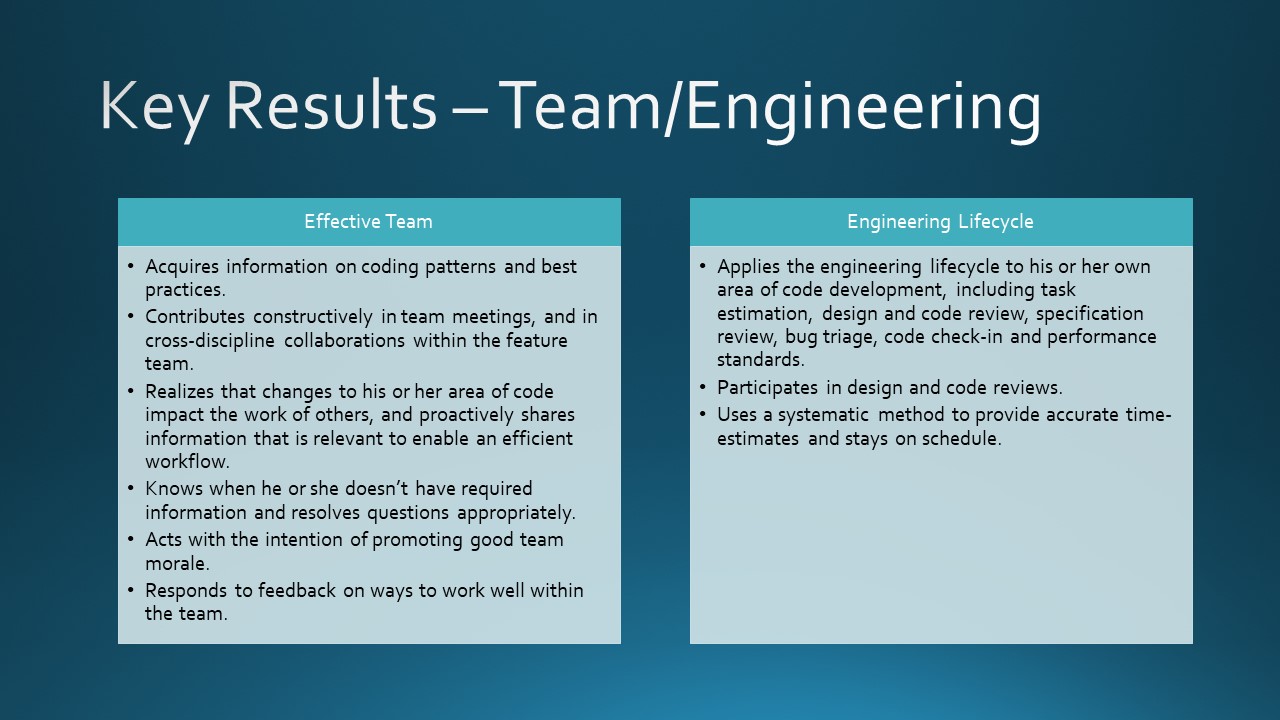 Key Results – Team/Engineering
Effective Team
• Acquires information on coding patterns and best
practices.
• Contributes constructively in team meetings, and in
cross-discipline collaborations within the feature
team.
• Realizes that changes to his or her area of code
impact the work of others, and proactively shares
information that is relevant to enable an efficient
workflow.
• Knows when he or she doesn’t have required
information and resolves questions appropriately.
• Acts with the intention of promoting good team
morale.
• Responds to feedback on ways to work well within
the team.
Engineering Lifecycle
• Applies the engineering lifecycle to his or her own
area of code development, including task
estimation, design and code review, specification
review, bug triage, code check-in and performance
standards.
• Participates in design and code reviews.
• Uses a systematic method to provide accurate time-
estimates and stays on schedule.